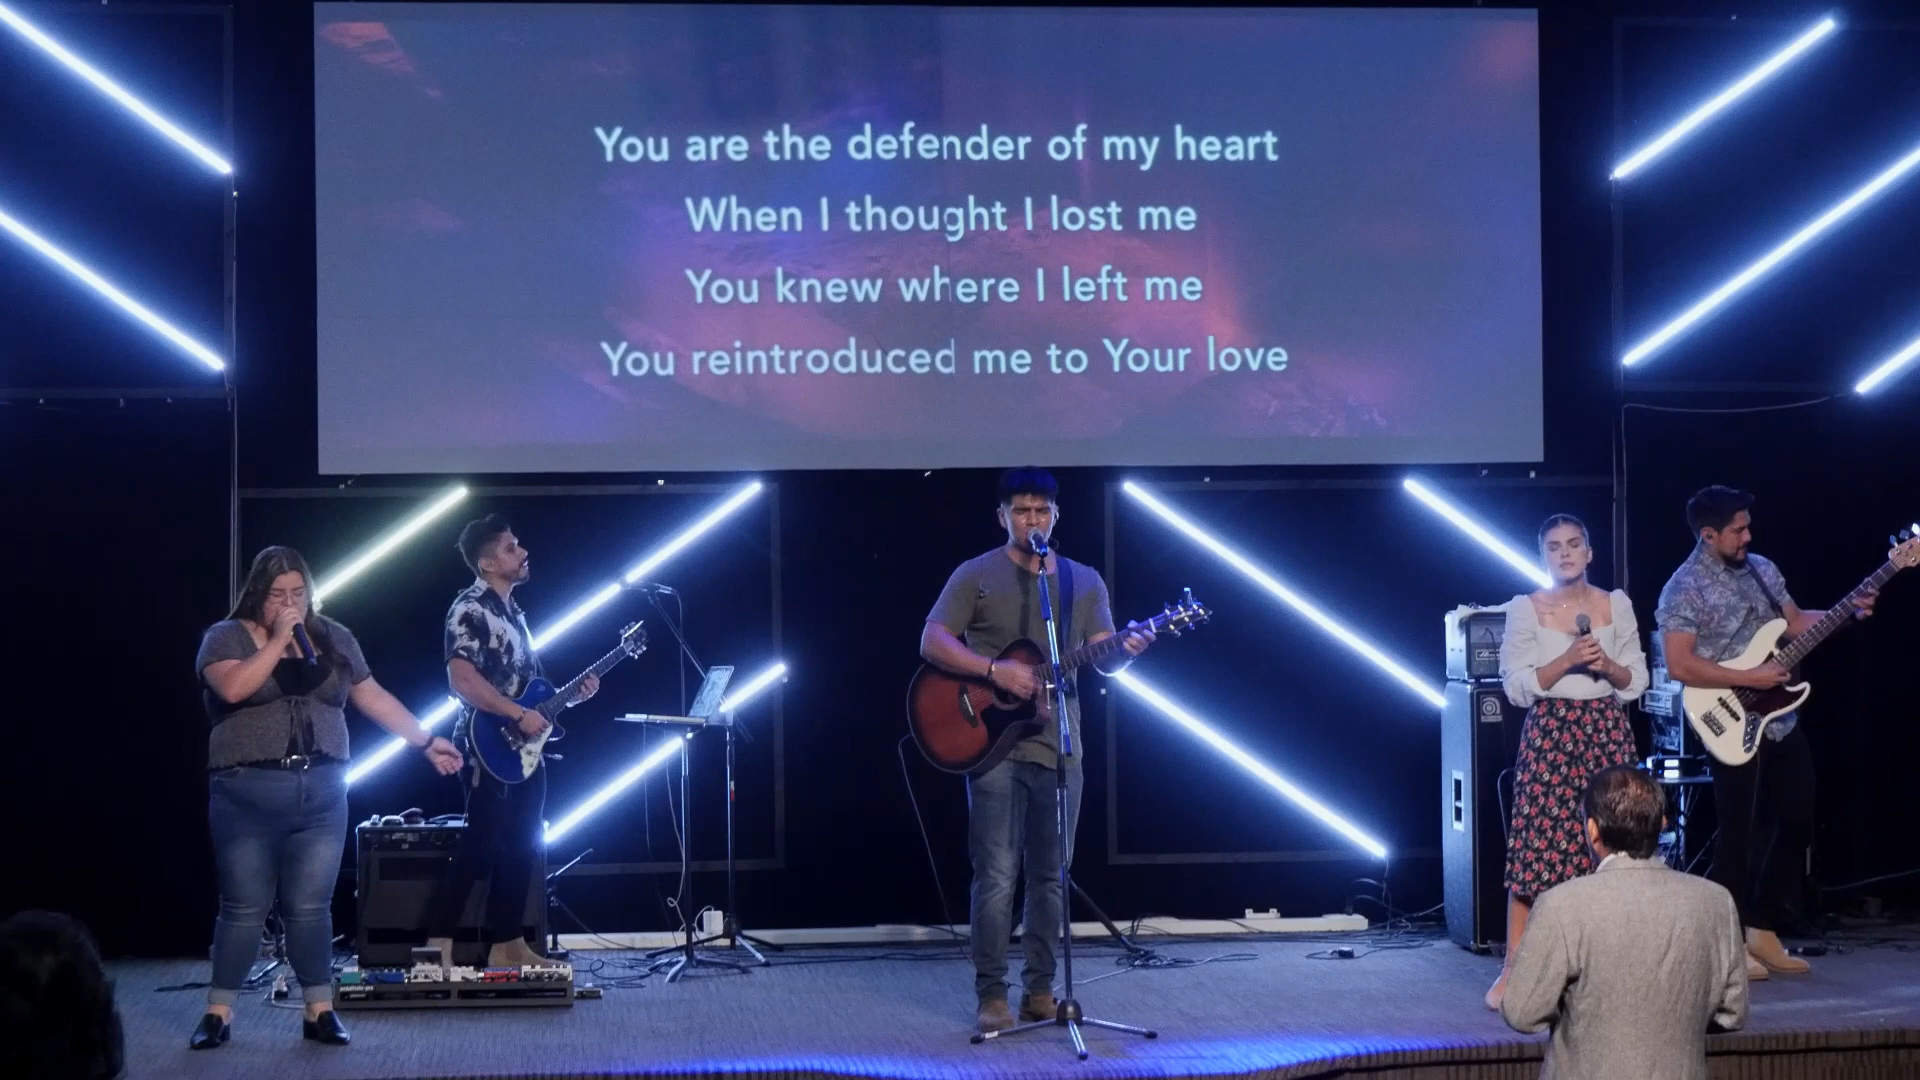 You are the defender of my heart
When I thought I lost me
You knew where I left me
You reintroduced me to Your love